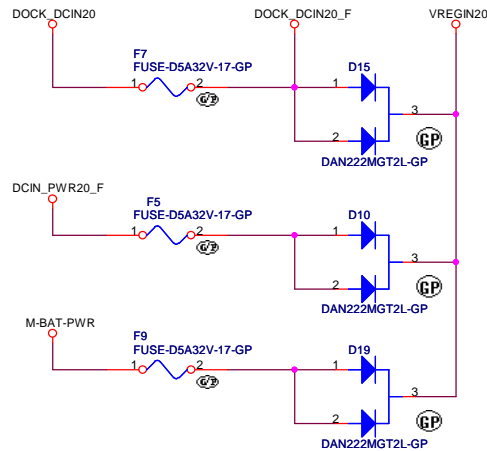 DOCK_DCIN20
DOCK_DCIN20_F
VREGIN20
F7
FUSE-D5A32V-17-GP
1
2
G/P
D15
1
2
3
GP
DAN222MGT2L-GP
DCIN_PWR20_F
F5
FUSE-D5A32V-17-GP
1
2
G/P
D10
1
2
3
GP
DAN222MGT2L-GP
M-BAT-PWR
F9
FUSE-D5A32V-17-GP
1
2
G/P
D19
1
2
3
GP
DAN222MGT2L-GP